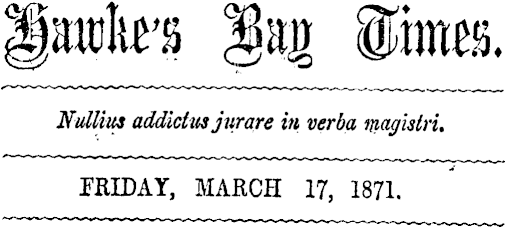 Hawke's Bay Times.
Nullius addictus jurare in verba magistri.
FRIDAY, MARCH 17, 1871.